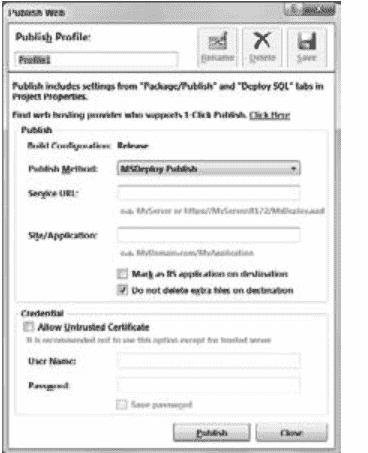 Publish Web
Publish Profile:
Profile1
Rename Delete Save
Publish includes settings from "Package/Publish" and "Deploy SQL" tabs in
Project Properties.
Find web hosting provider who supports 1-Click Publish. Click Here
Publish
Build Configuration: Release
Publish Method: MSDeploy Publish
Service URL:
e.g. MyServer or https://MyServer:8172/MsDeploy.axd
Site/Application:
e.g. MyDomain.com/MyApplication
Mark as IIS application on destination
Do not delete extra files on destination
Credential
Allow Untrusted Certificate
It is recommended not to use this option except for trusted server
User Name:
Password:
Save password
Publish Close